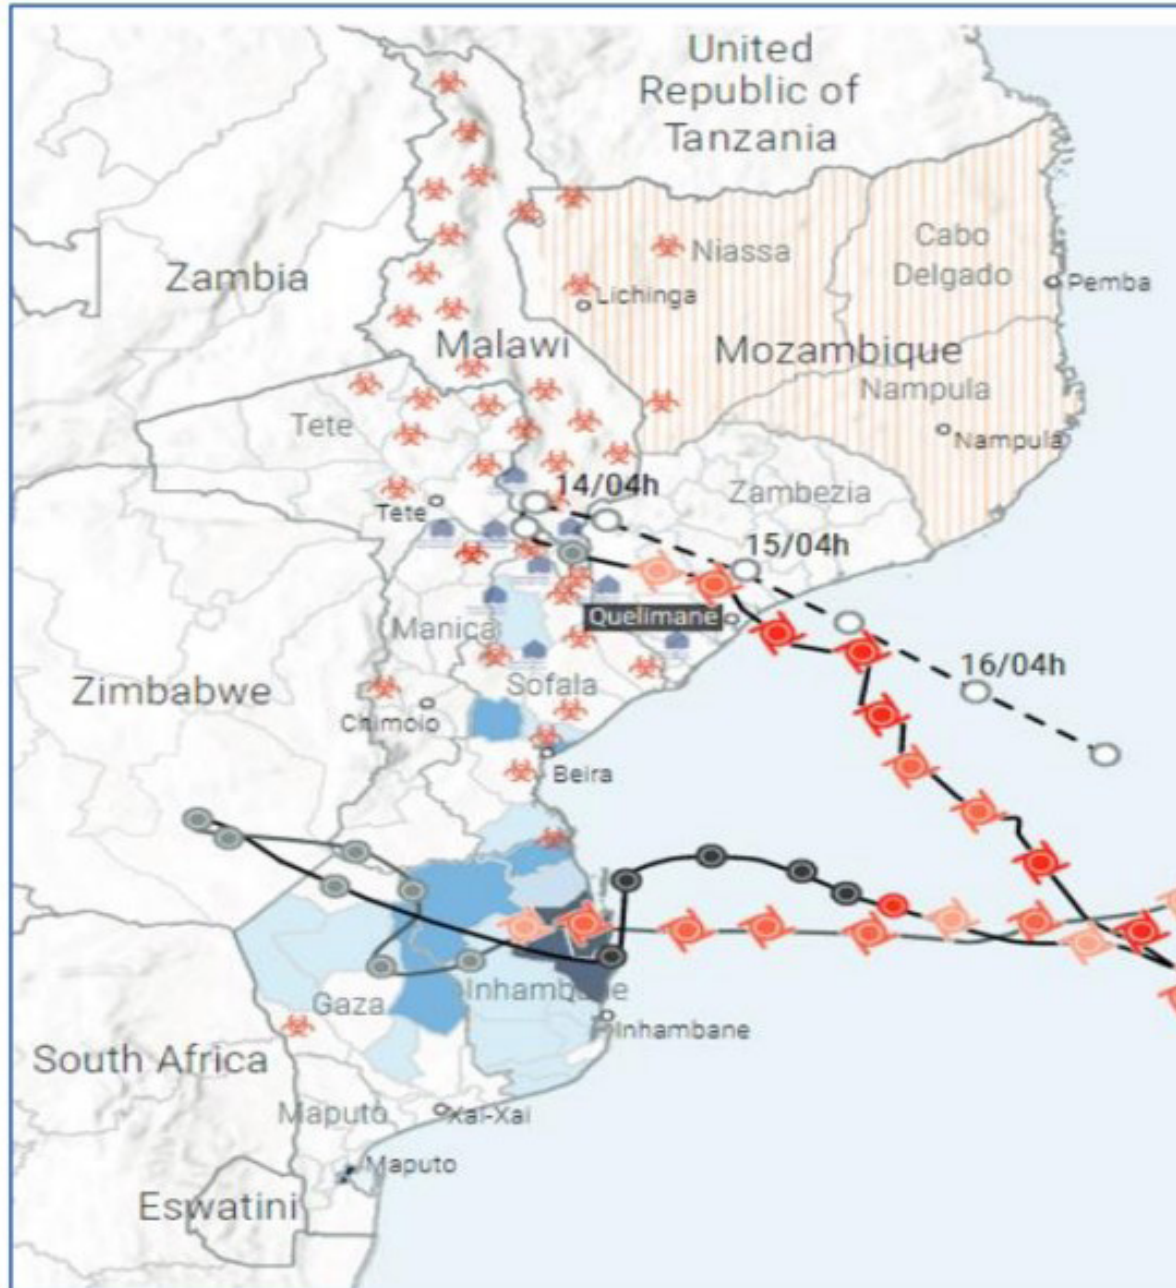 United
Republic of
Tanzania
Cabo
Delgado
Niassa
Pemba
Zambia
Lichinga
Malawi
Mozambique
Nampula
Tete
Nampula
14/04h
Zambezia
Tete
15/04h
Quelimane
Manica
16/04h
Zimbabwe
Sofala
Chimoio
Beira
Gaza
Inhambane
Inhambane
South Africa
Maputo
Xai-Xai
Maputo
Eswatini